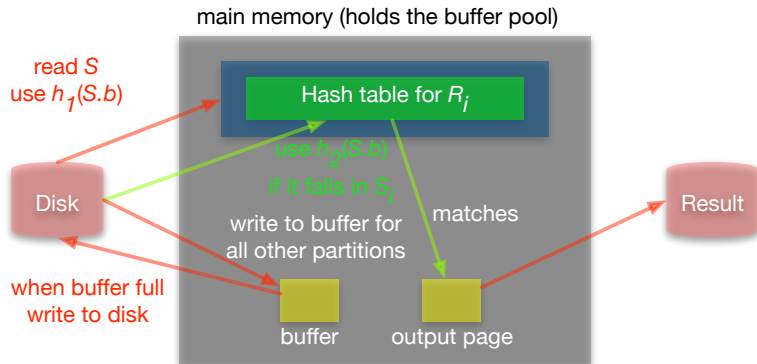 main memory (holds the buffer pool)
read S
use h₁(S.b)
Hash table for Rᵢ
use h₂(S.b)
if it falls in Sᵢ
Disk
matches
Result
write to buffer for
all other partitions
when buffer full
write to disk
buffer
output page